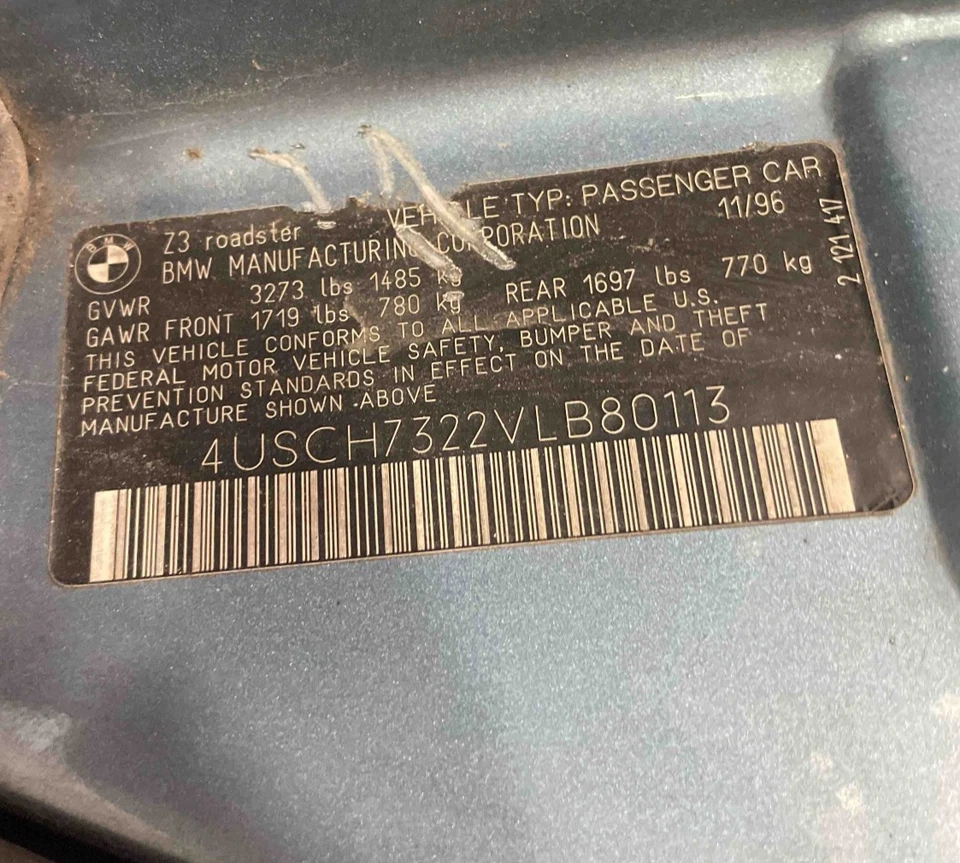 VEHICLE TYP: PASSENGER CAR
BMW
Z3 roadster
11/96
BMW MANUFACTURING CORPORATION
GVWR 3273 lbs 1485 kg
GAWR FRONT 1719 lbs 780 kg REAR 1697 lbs 770 kg
THIS VEHICLE CONFORMS TO ALL APPLICABLE U.S.
FEDERAL MOTOR VEHICLE SAFETY, BUMPER AND THEFT
PREVENTION STANDARDS IN EFFECT ON THE DATE OF
MANUFACTURE SHOWN ABOVE
4USCH7322VLB80113
2 121 417